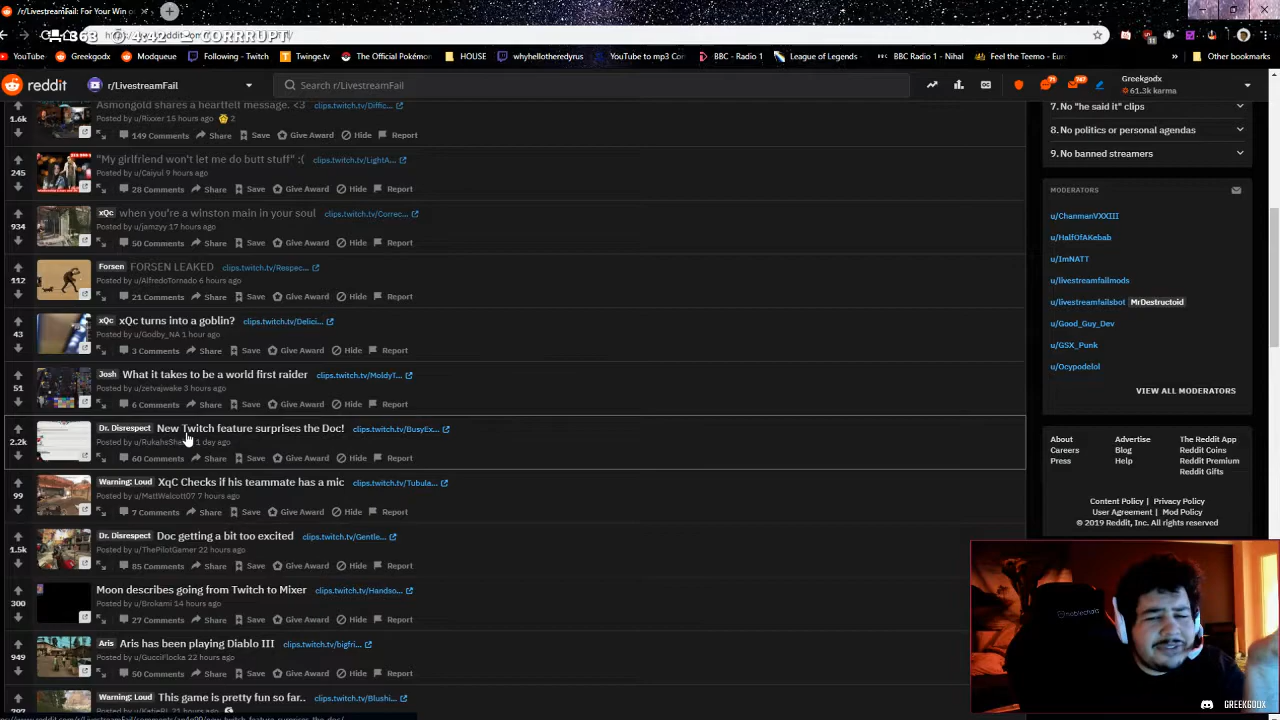 /r/LivestreamFail: For Your Win o
363 4:42 CORRRUPT
YouTube Greekgodx Modqueue Following - Twitch Twinge.tv HOUSE whyhellotheredyrus YouTube to mp3 Con BBC Radio 1 BBC Radio 1 - Nihal League of Legends Feel the Teemo - Eur » Other bookmarks
reddit r/LivestreamFail Search r/LivestreamFail Greekgodx
61.3k karma
1.6k Asmongold shares a heartfelt message. <3 clips.twitch.tv/Diffic...
Posted by u/Rixxer 15 hours ago 2
149 Comments Share Save Give Award Hide Report
245 "My girlfriend won't let me do butt stuff" :( clips.twitch.tv/LightA...
Posted by u/Caiyul 9 hours ago
28 Comments Share Save Give Award Hide Report
934 xQc when you're a winston main in your soul clips.twitch.tv/Correc...
Posted by u/jamzyy 17 hours ago
50 Comments Share Save Give Award Hide Report
112 Forsen FORSEN LEAKED clips.twitch.tv/Respec...
Posted by u/AlfredoTornado 6 hours ago
21 Comments Share Save Give Award Hide Report
43 xQc xQc turns into a goblin? clips.twitch.tv/Delici...
Posted by u/Godby_NA 1 hour ago
3 Comments Share Save Give Award Hide Report
51 Josh What it takes to be a world first raider clips.twitch.tv/MoldyT...
Posted by u/zetvajwake 3 hours ago
6 Comments Share Save Give Award Hide Report
2.2k Dr. Disrespect New Twitch feature surprises the Doc! clips.twitch.tv/BusyEx...
Posted by 1 day ago
60 Comments Share Save Give Award Hide Report
99 Warning: Loud XqC Checks if his teammate has a mic clips.twitch.tv/Tubula...
Posted by u/MattWalcott07 7 hours ago
7 Comments Share Save Give Award Hide Report
1.5k Dr. Disrespect Doc getting a bit too excited clips.twitch.tv/Gentle...
Posted by u/ThePilotGamer 22 hours ago
85 Comments Share Save Give Award Hide Report
300 Moon describes going from Twitch to Mixer clips.twitch.tv/Handso...
Posted by u/Brokami 14 hours ago
27 Comments Share Save Give Award Hide Report
949 Aris Aris has been playing Diablo III clips.twitch.tv/bigfri...
Posted by u/GucciFlocka 22 hours ago
50 Comments Share Save Give Award Hide Report
Warning: Loud This game is pretty fun so far.. clips.twitch.tv/Blushi...
7. No "he said it" clips
8. No politics or personal agendas
9. No banned streamers
MODERATORS
u/ChanmanVXXIII
u/HalfOfAKebab
u/ImNATT
u/livestreamfailmods
u/livestreamfailsbot MrDestructoid
u/Good_Guy_Dev
u/GSX_Punk
u/Ocypodelol
VIEW ALL MODERATORS
About Advertise The Reddit App
Careers Blog Reddit Coins
Press Help Reddit Premium
Reddit Gifts
Content Policy | Privacy Policy
User Agreement | Mod Policy
© 2019 Reddit, Inc. All rights reserved
noblechairs
GREEKGODX